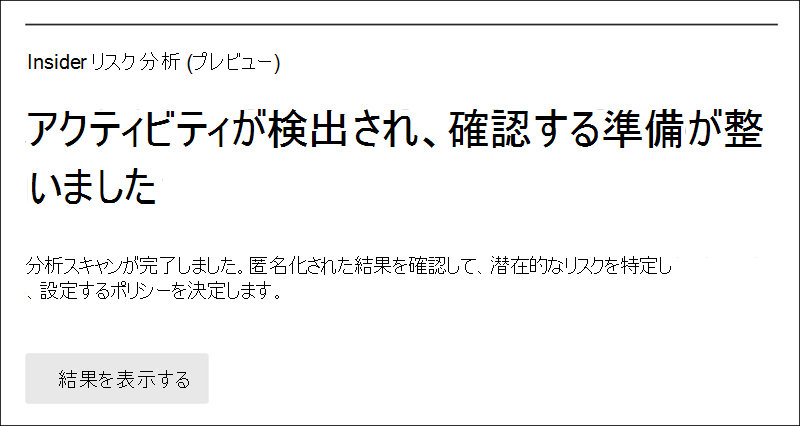 Insider リスク分析 (プレビュー)
アクティビティが検出され、確認する準備が整
いました
分析スキャンが完了しました。匿名化された結果を確認して、潜在的なリスクを特定し
、設定するポリシーを決定します。
結果を表示する